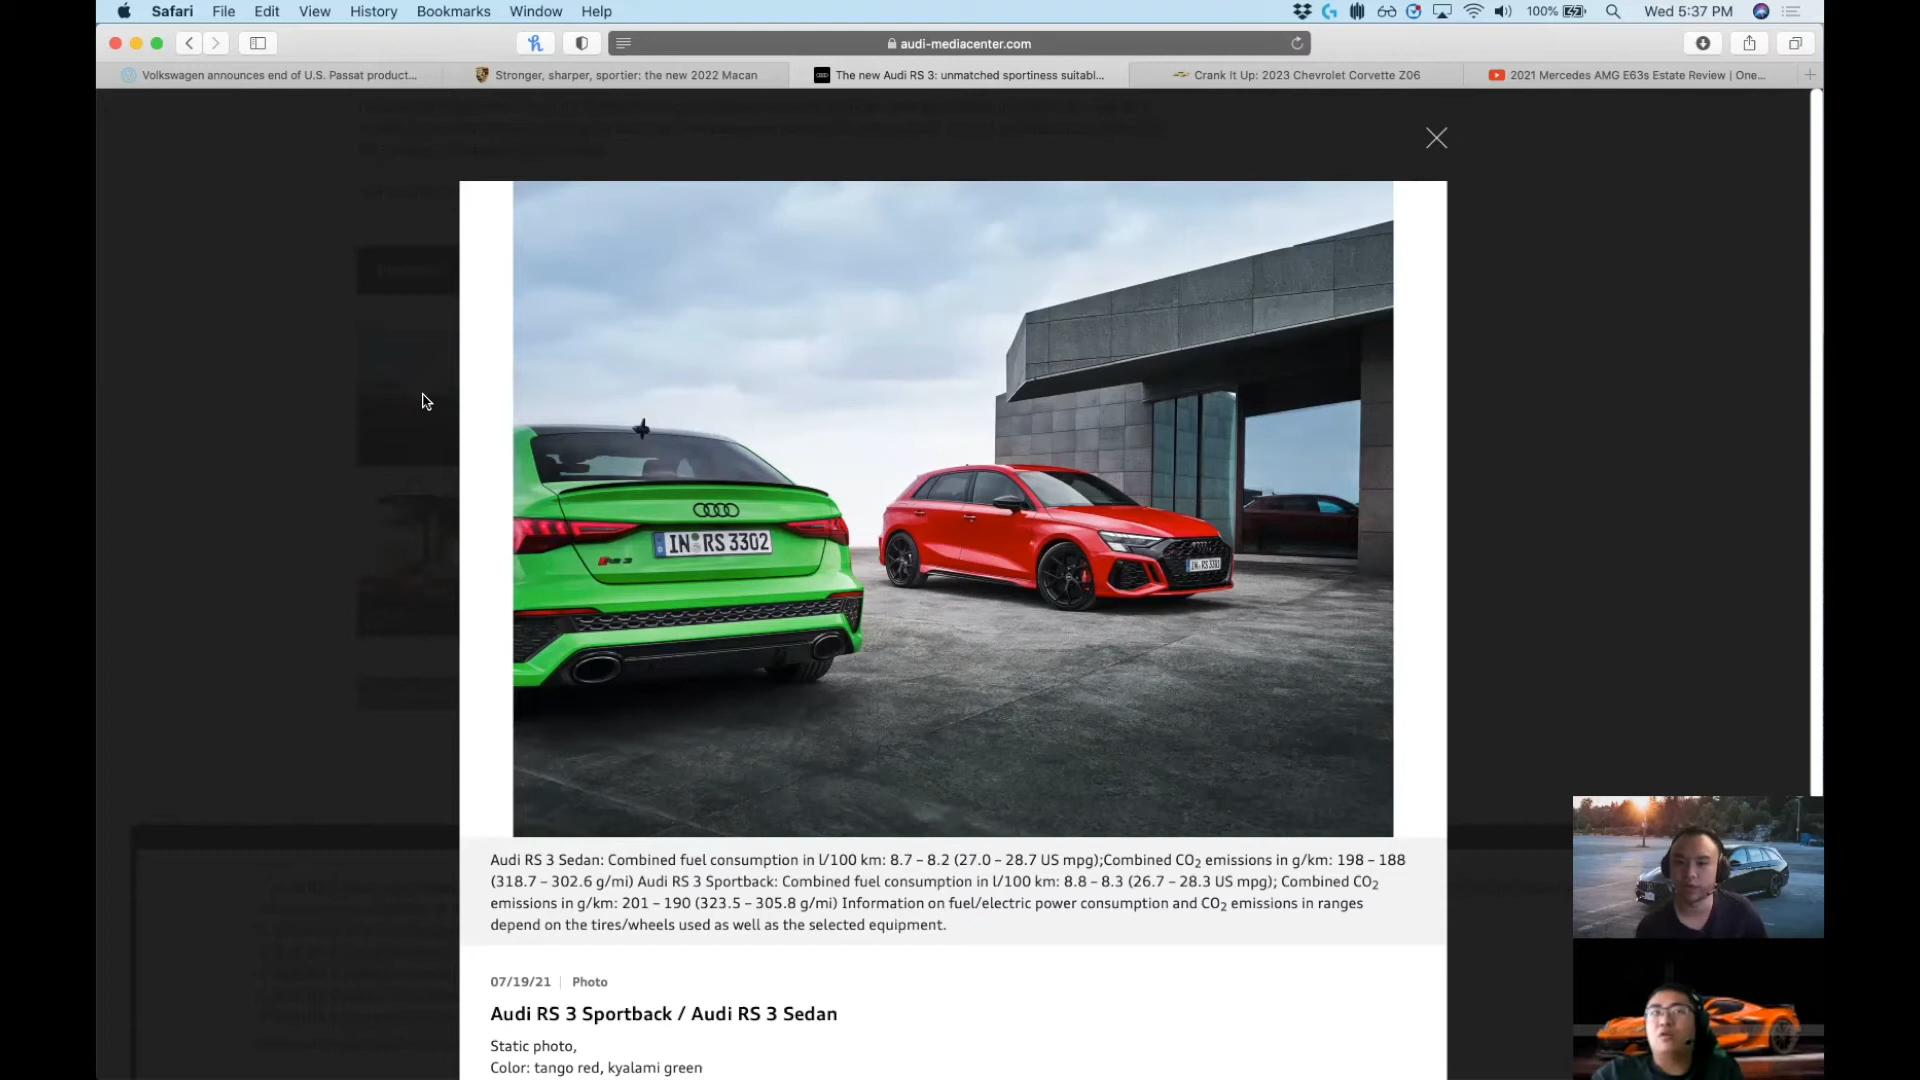 Safari File Edit View History Bookmarks Window Help 100% Wed 5:37 PM
audi-mediacenter.com
Volkswagen announces end of U.S. Passat product... Stronger, sharper, sportier: the new 2022 Macan The new Audi RS 3: unmatched sportiness suitabl... Crank It Up: 2023 Chevrolet Corvette Z06 2021 Mercedes AMG E63s Estate Review | One...
IN RS 3302
RS 3
Audi RS 3 Sedan: Combined fuel consumption in l/100 km: 8.7 – 8.2 (27.0 – 28.7 US mpg);Combined CO2 emissions in g/km: 198 – 188
(318.7 – 302.6 g/mi) Audi RS 3 Sportback: Combined fuel consumption in l/100 km: 8.8 – 8.3 (26.7 – 28.3 US mpg); Combined CO2
emissions in g/km: 201 – 190 (323.5 – 305.8 g/mi) Information on fuel/electric power consumption and CO2 emissions in ranges
depend on the tires/wheels used as well as the selected equipment.
07/19/21 | Photo
Audi RS 3 Sportback / Audi RS 3 Sedan
Static photo,
Color: tango red, kyalami green